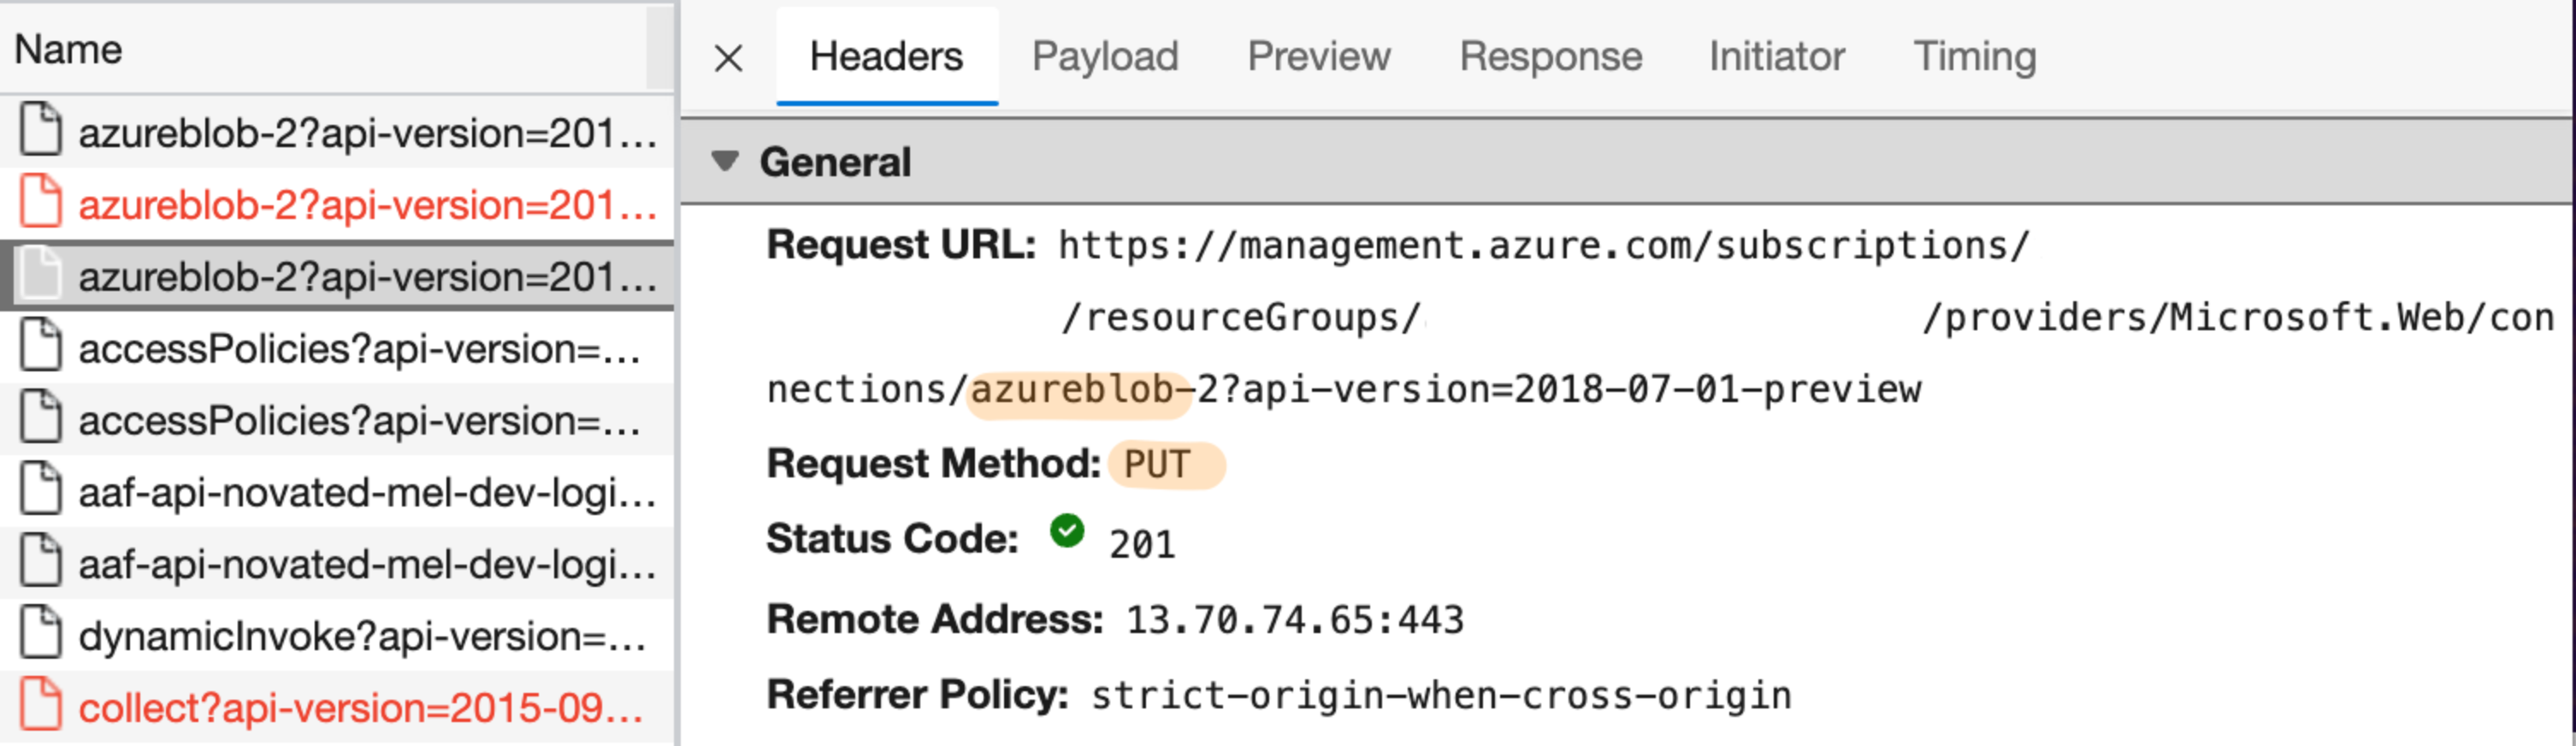 Name
azureblob-2?api-version=201...
azureblob-2?api-version=201...
azureblob-2?api-version=201...
accessPolicies?api-version=...
accessPolicies?api-version=...
aaf-api-novated-mel-dev-logi...
aaf-api-novated-mel-dev-logi...
dynamicInvoke?api-version=...
collect?api-version=2015-09...
Headers Payload Preview Response Initiator Timing
General
Request URL: https://management.azure.com/subscriptions/
/resourceGroups/ /providers/Microsoft.Web/con
nections/azureblob-2?api-version=2018-07-01-preview
Request Method: PUT
Status Code: 201
Remote Address: 13.70.74.65:443
Referrer Policy: strict-origin-when-cross-origin